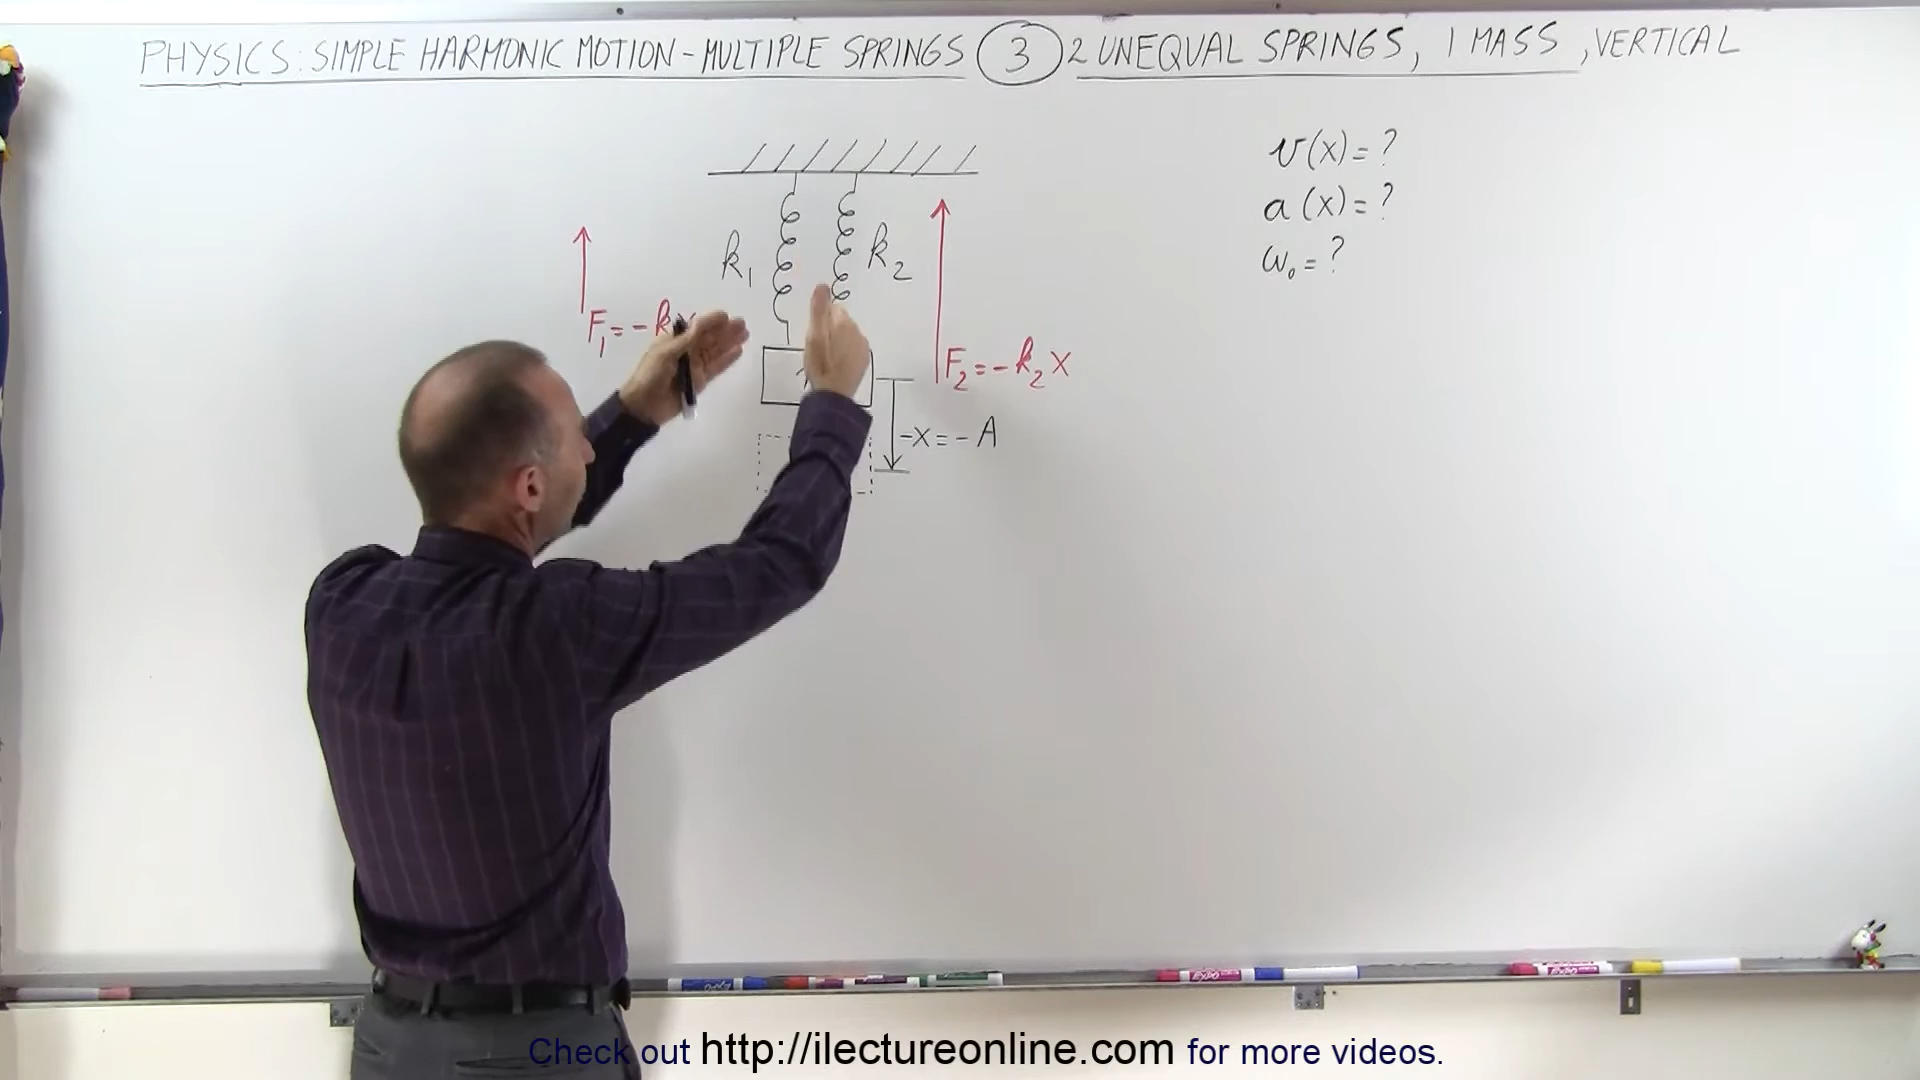 PHYSICS: SIMPLE HARMONIC MOTION - MULTIPLE SPRINGS 3 2 UNEQUAL SPRINGS, 1 MASS, VERTICAL
v(x) = ?
a(x) = ?
ω₀ = ?
k₁
k₂
F₁ = -k
F₂ = -k₂x
-x = -A
Check out http://ilectureonline.com for more videos.